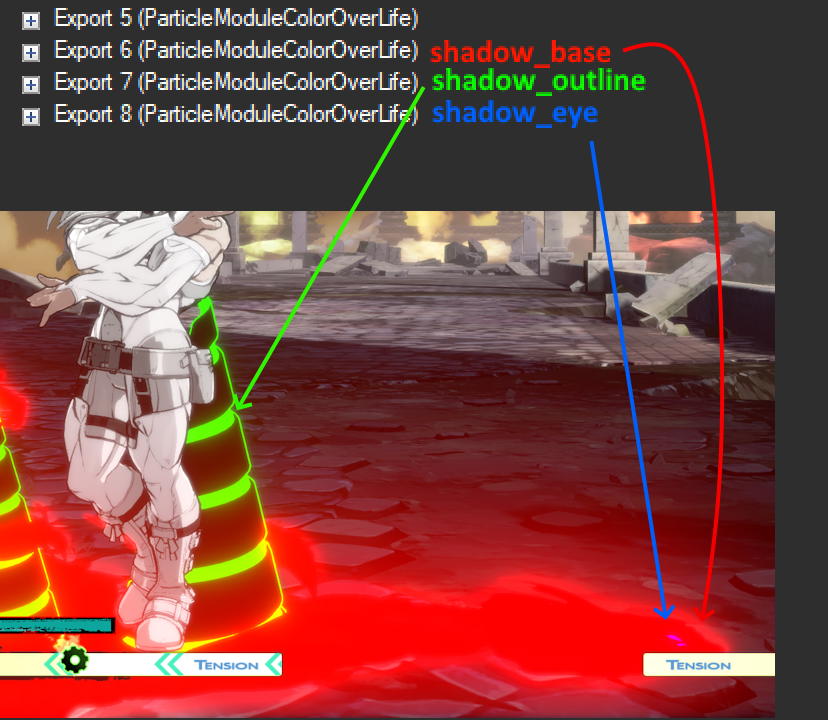 Export 5 (ParticleModuleColorOverLife)
Export 6 (ParticleModuleColorOverLife) shadow_base
Export 7 (ParticleModuleColorOverLife) shadow_outline
Export 8 (ParticleModuleColorOverLife) shadow_eye
TENSION TENSION